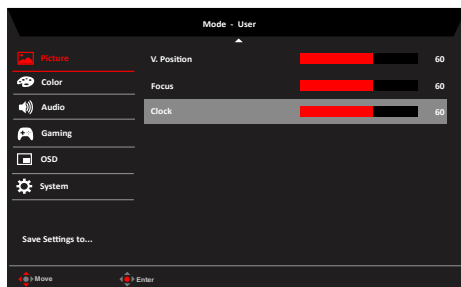 Mode - User
Picture
Color
Audio
Gaming
OSD
System
Save Settings to...
V. Position 60
Focus 60
Clock 60
Move Enter